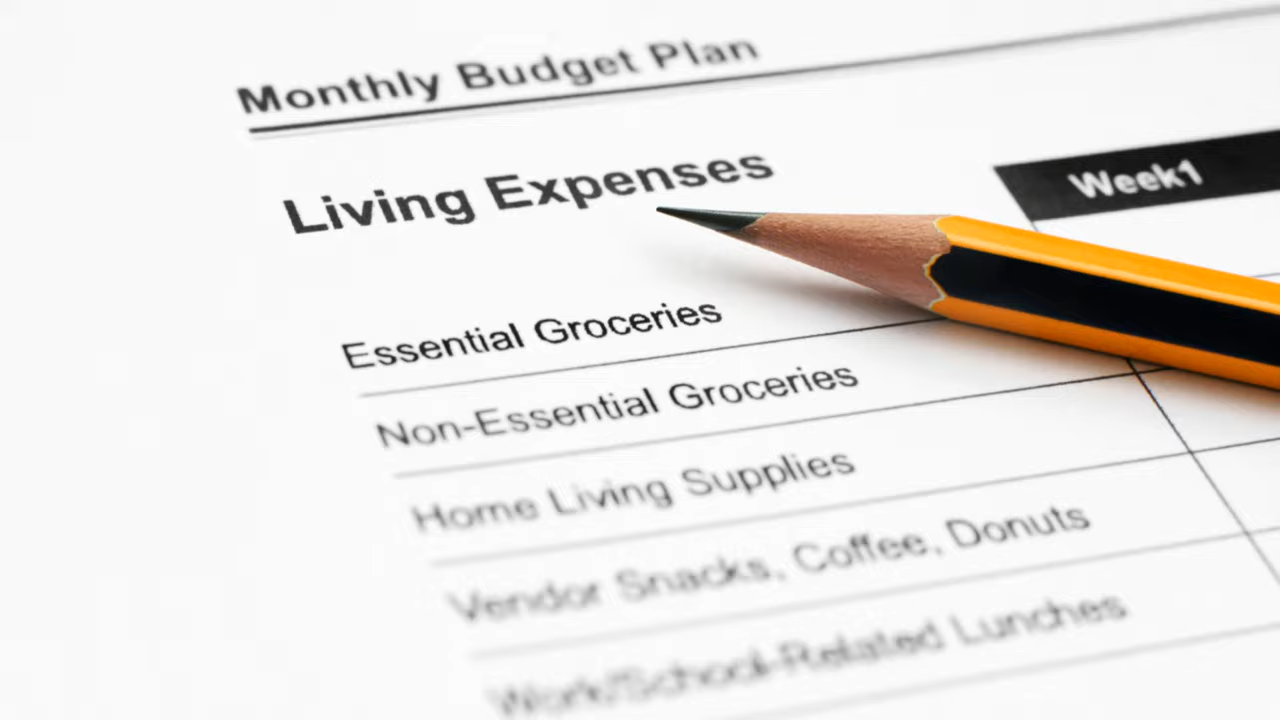 Monthly Budget Plan
Living Expenses
Week1
Essential Groceries
Non-Essential Groceries
Home Living Supplies
Vendor Snacks, Coffee, Donuts
Work/School-Related Lunches